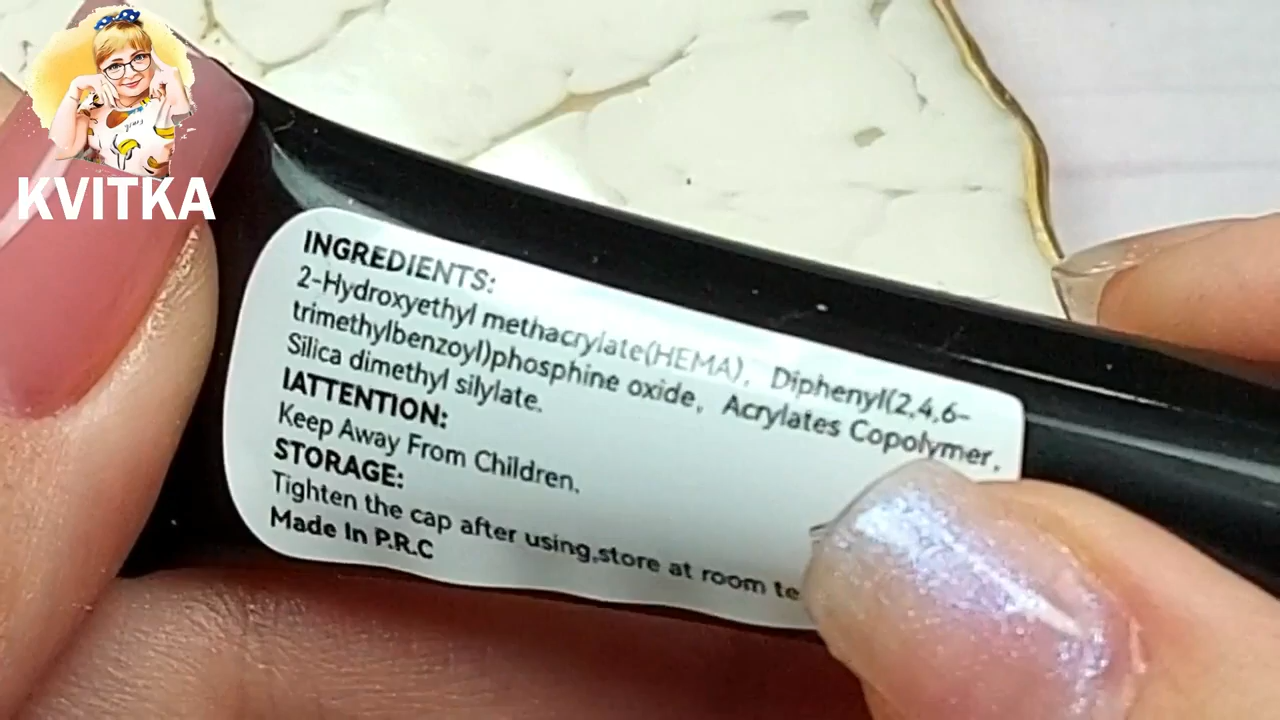 KVITKA
INGREDIENTS:
2-Hydroxyethyl methacrylate(HEMA), Diphenyl(2,4,6-
trimethylbenzoyl)phosphine oxide, Acrylates Copolymer,
Silica dimethyl silylate.
IATTENTION:
Keep Away From Children.
STORAGE:
Tighten the cap after using,store at room te
Made In P.R.C